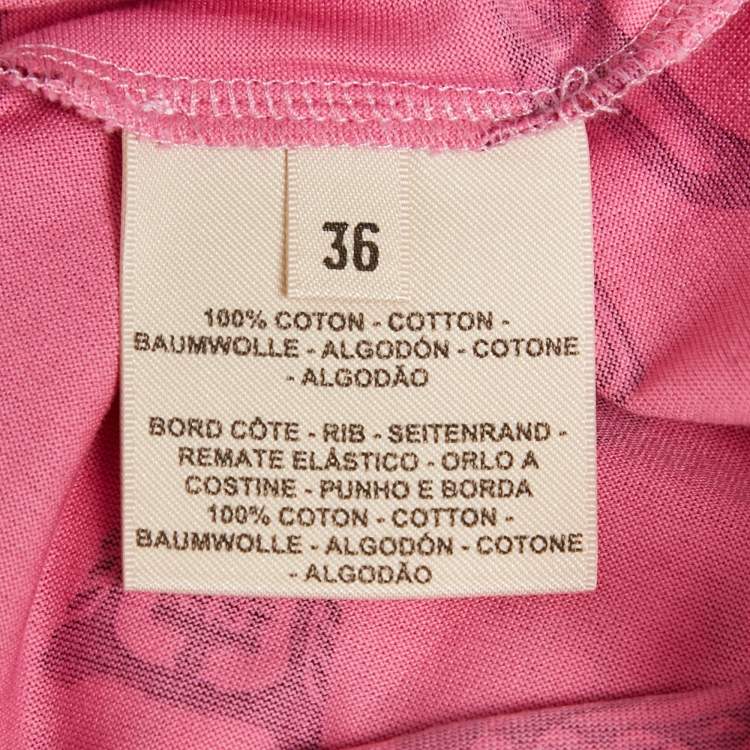 36
100% COTON - COTTON -
BAUMWOLLE - ALGODÓN - COTONE
- ALGODÃO
BORD CÔTE - RIB - SEITENRAND -
REMATE ELÁSTICO - ORLO A
COSTINE - PUNHO E BORDA
100% COTON - COTTON -
BAUMWOLLE - ALGODÓN - COTONE
- ALGODÃO